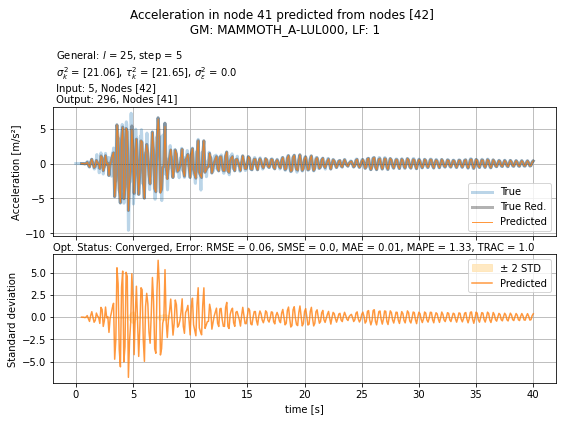 Acceleration in node 41 predicted from nodes [42]
GM: MAMMOTH_A-LUL000, LF: 1
General: l = 25, step = 5
σ²ₖ = [21.06], τ²ₖ = [21.65], σ²_ε = 0.0
Input: 5, Nodes [42]
Output: 296, Nodes [41]
Acceleration [m/s²]
5
0
−5
−10
True
True Red.
Predicted
Opt. Status: Converged, Error: RMSE = 0.06, SMSE = 0.0, MAE = 0.01, MAPE = 1.33, TRAC = 1.0
Standard deviation
5.0
2.5
0.0
−2.5
−5.0
± 2 STD
Predicted
0 5 10 15 20 25 30 35 40
time [s]